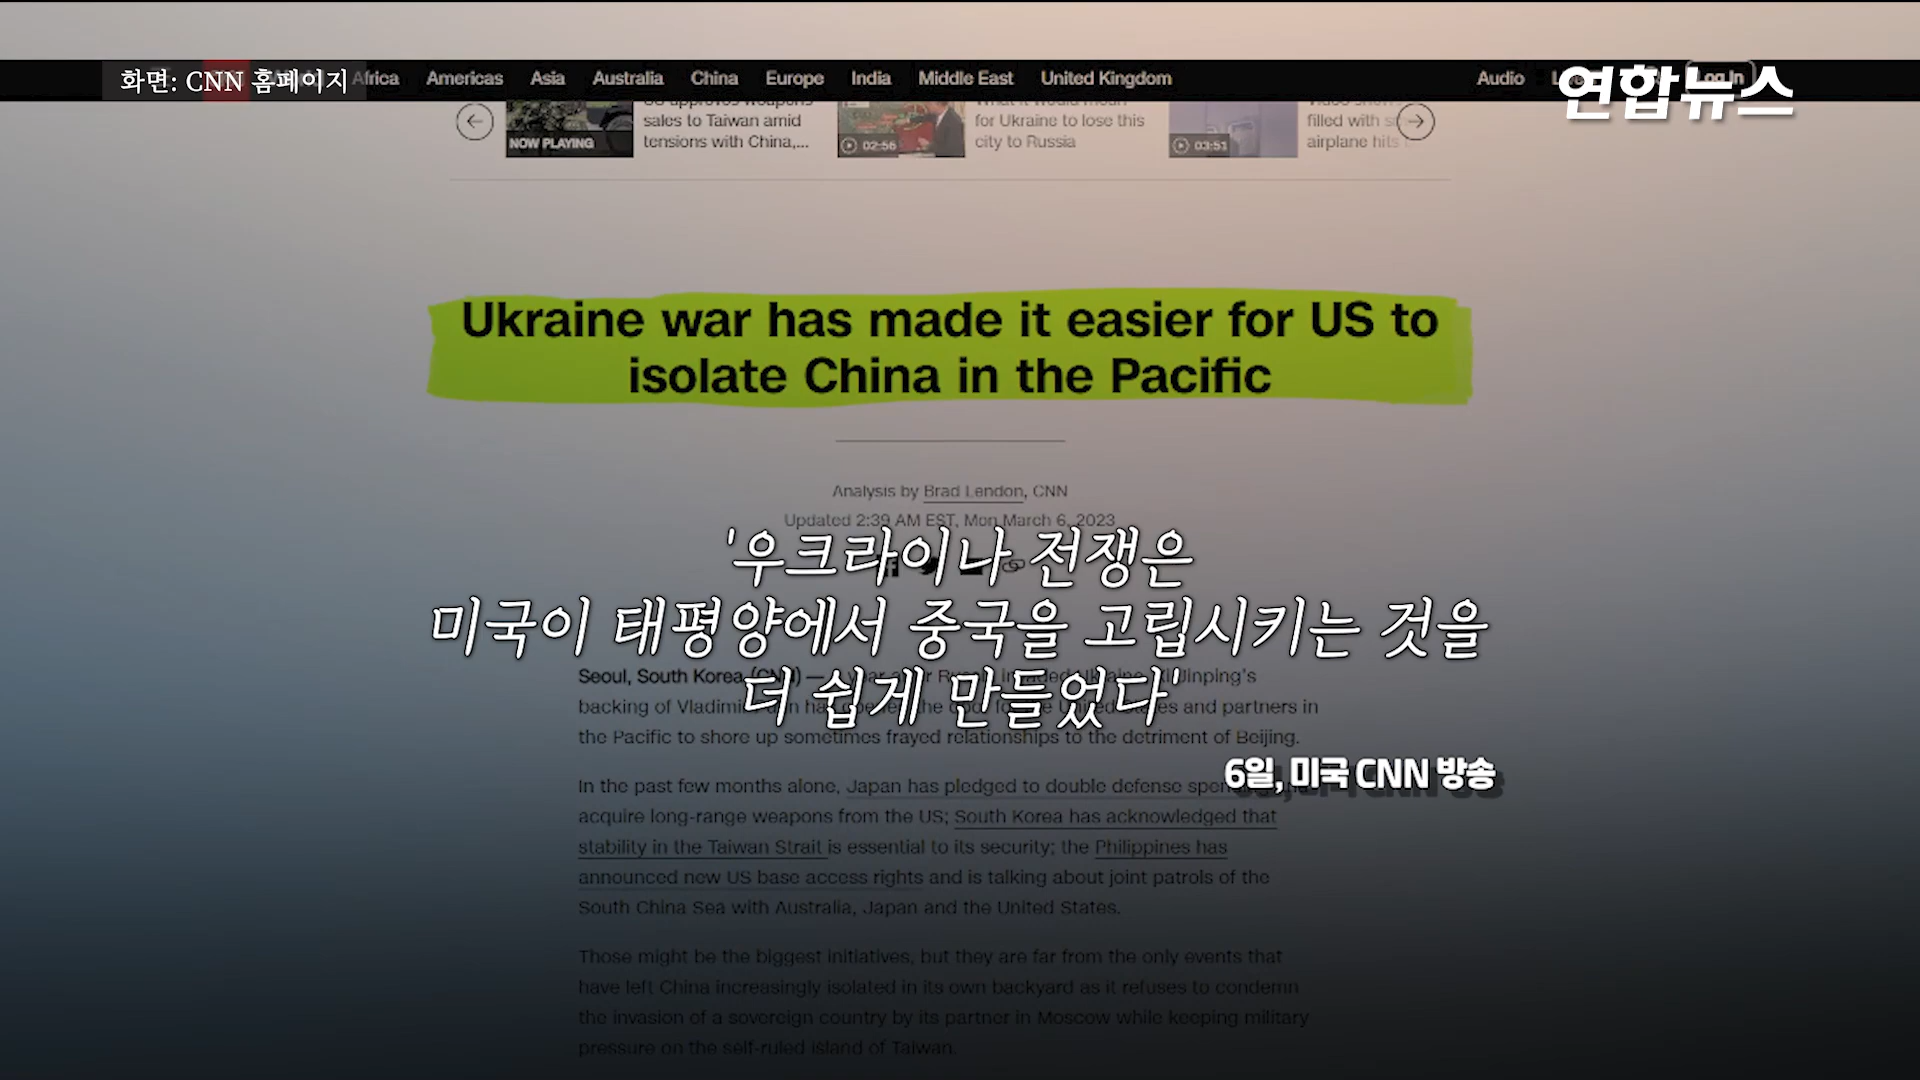 화면: CNN 홈페이지
Africa Americas Asia Australia China Europe India Middle East United Kingdom Audio
연합뉴스
US approves weapons
sales to Taiwan amid
tensions with China,...
NOW PLAYING
What it would mean
for Ukraine to lose this
city to Russia
02:56
filled with
airplane hits
03:51
Ukraine war has made it easier for US to
isolate China in the Pacific
Analysis by Brad Lendon, CNN
Updated 2:39 AM EST, Mon March 6, 2023
'우크라이나 전쟁은
미국이 태평양에서 중국을 고립시키는 것을
더 쉽게 만들었다'
6일, 미국 CNN 방송
Seoul, South Korea (CNN) — Jinping's
backing of the United States and partners in
the Pacific to shore up sometimes frayed relationships to the detriment of Beijing.
In the past few months alone, Japan has pledged to double defense
acquire long-range weapons from the US; South Korea has acknowledged that
stability in the Taiwan Strait is essential to its security; the Philippines has
announced new US base access rights and is talking about joint patrols of the
South China Sea with Australia, Japan and the United States.
Those might be the biggest initiatives, but they are far from the only events that
have left China increasingly isolated in its own backyard as it refuses to condemn
the invasion of a sovereign country by its partner in Moscow while keeping military
pressure on the self-ruled island of Taiwan.